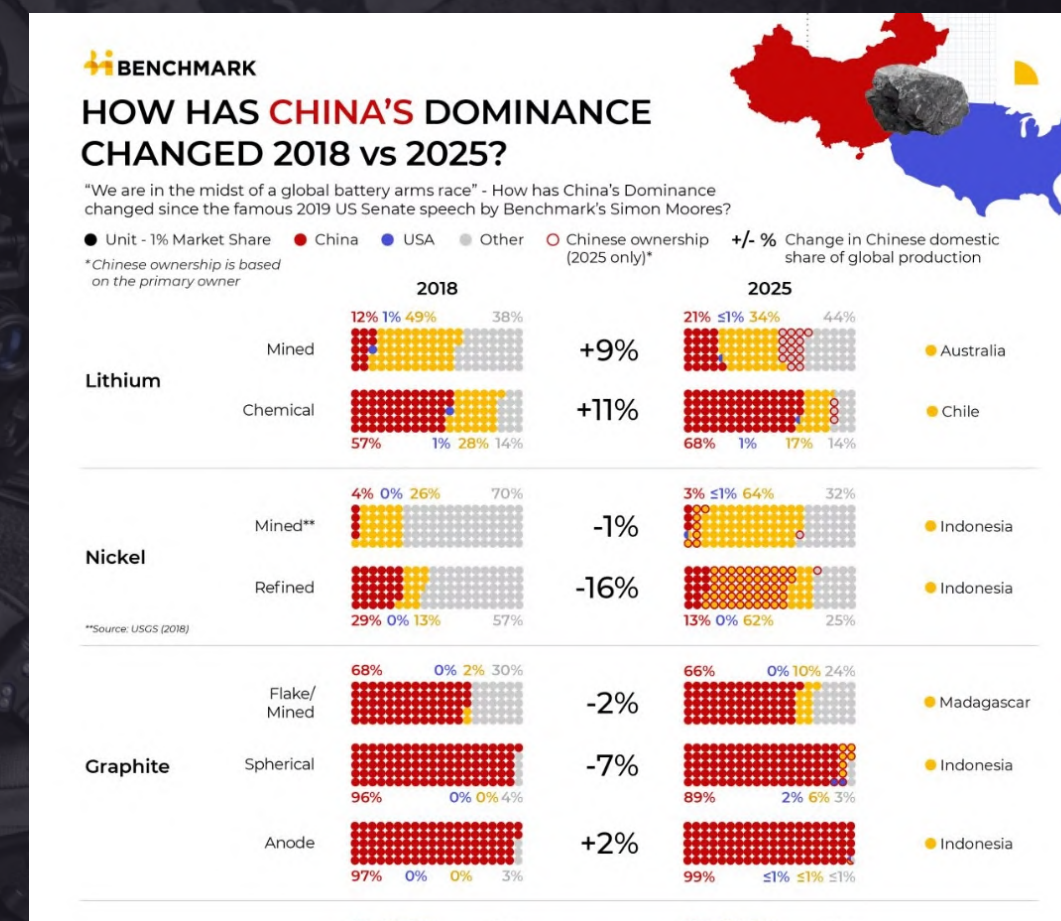 BENCHMARK
HOW HAS CHINA'S DOMINANCE
CHANGED 2018 vs 2025?
"We are in the midst of a global battery arms race" - How has China's Dominance
changed since the famous 2019 US Senate speech by Benchmark's Simon Moores?
Unit - 1% Market Share China USA Other Chinese ownership (2025 only)* +/- % Change in Chinese domestic share of global production
*Chinese ownership is based
on the primary owner
2018 2025
12% 1% 49% 38% 21% ≤1% 34% 44%
Mined +9% Australia
Lithium
Chemical +11% Chile
57% 1% 28% 14% 68% 1% 17% 14%
4% 0% 26% 70% 3% ≤1% 64% 32%
Mined** -1% Indonesia
Nickel
Refined -16% Indonesia
29% 0% 13% 57% 13% 0% 62% 25%
**Source: USGS (2018)
68% 0% 2% 30% 66% 0% 10% 24%
Flake/
Mined -2% Madagascar
Graphite Spherical -7% Indonesia
96% 0% 0% 4% 89% 2% 6% 3%
Anode +2% Indonesia
97% 0% 0% 3% 99% ≤1% ≤1% ≤1%